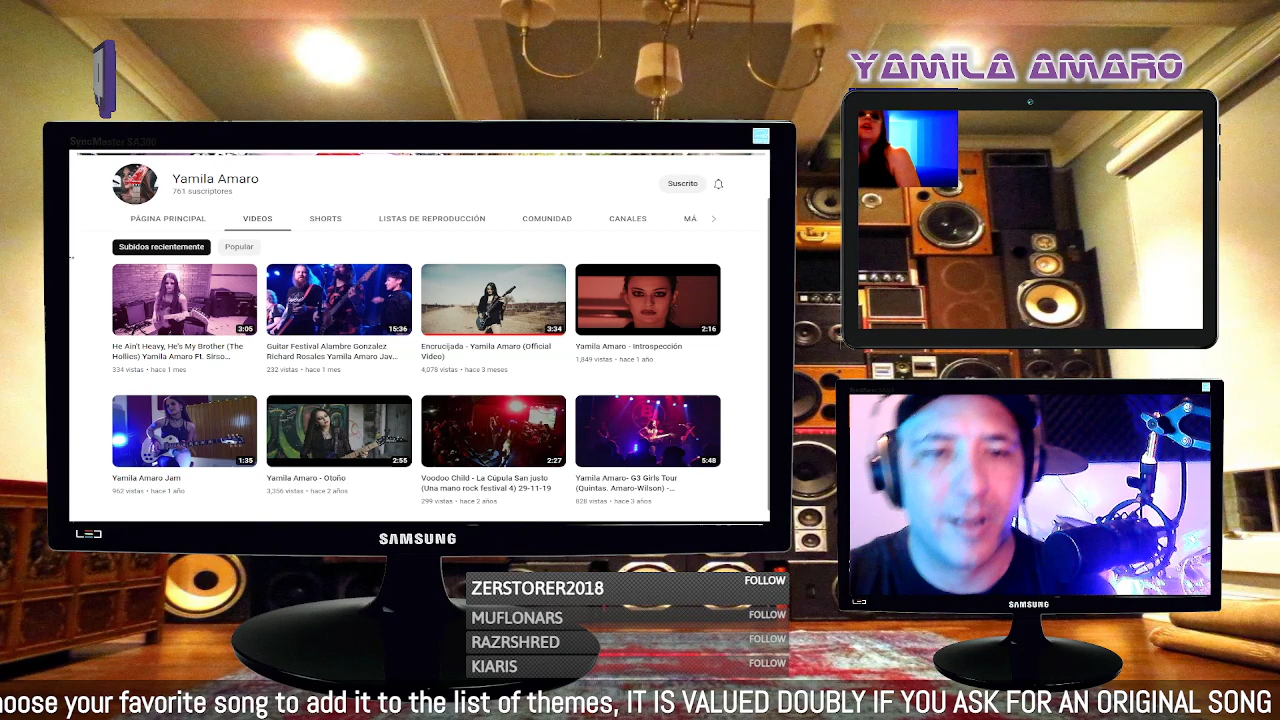 YAMILA AMARO
SyncMaster SA300
Yamila Amaro
761 suscriptores
Suscrito
PÁGINA PRINCIPAL VIDEOS SHORTS LISTAS DE REPRODUCCIÓN COMUNIDAD CANALES MÁ
Subidos recientemente Popular
3:05 15:36 3:34 2:16
He Ain't Heavy, He's My Brother (The
Hollies) Yamila Amaro Ft. Sirso...
334 vistas • hace 1 mes
Guitar Festival Alambre Gonzalez
Richard Rosales Yamila Amaro Jav...
232 vistas • hace 1 mes
Encrucijada - Yamila Amaro (Official
Video)
4,078 vistas • hace 3 meses
Yamila Amaro - Introspección
1,849 vistas • hace 1 año
1:35 2:55 2:27 5:48
Yamila Amaro Jam
962 vistas • hace 1 año
Yamila Amaro - Otoño
3,356 vistas • hace 2 años
Voodoo Child - La Cúpula San justo
(Una mano rock festival 4) 29-11-19
299 vistas • hace 2 años
Yamila Amaro- G3 Girls Tour
(Quintas. Amaro-Wilson) -...
828 vistas • hace 3 años
LED
SAMSUNG
LED
SAMSUNG
ZERSTORER2018 FOLLOW
MUFLONARS FOLLOW
RAZRSHRED FOLLOW
KIARIS FOLLOW
hoose your favorite song to add it to the list of themes, IT IS VALUED DOUBLY IF YOU ASK FOR AN ORIGINAL SONG